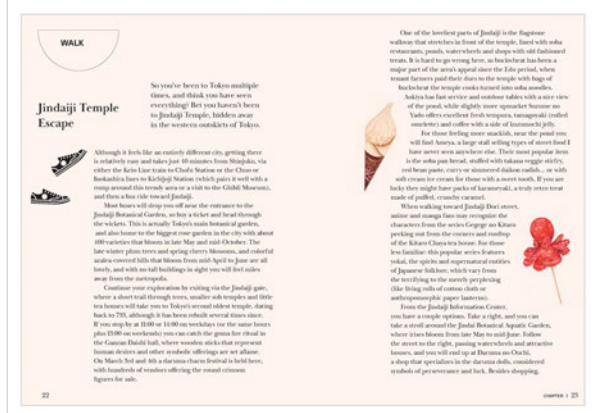 WALK
Jindaiji Temple
Escape
So you've been to Tokyo multiple
times, and think you have seen
everything? Bet you haven't been
to Jindaiji Temple, hidden away
in the western outskirts of Tokyo.
Although it feels like an entirely different city, getting there
is relatively easy and takes just 40 minutes from Shinjuku, via
either the Keio Line train to Chofu Station or the Chuo or
Inokashira lines to Kichijoji Station (which pairs it well with a
romp around this trendy area or a visit to the Ghibli Museum),
and then a bus ride toward Jindaiji.
Most buses will drop you off near the entrance to the
Jindaiji Botanical Garden, so buy a ticket and head through
the wickets. This is actually Tokyo's main botanical garden,
and also home to the biggest rose garden in the city with about
400 varieties that bloom in late May and mid-October. The
late-winter plum trees and spring cherry blossoms, and colorful
azalea-covered hills that bloom from mid-April to June are all
lovely, and with no tall buildings in sight you will feel miles
away from the metropolis.
Continue your exploration by exiting via the Jindaiji gate,
where a short trail through trees, smaller sub temples and little
tea houses will take you to Tokyo's second oldest temple, dating
back to 733, although it has been rebuilt several times since.
If you stop by at 11:00 or 14:00 on weekdays (or the same hours
plus 13:00 on weekends) you can catch the goma fire ritual in
the Ganzan Daishi hall, where wooden sticks that represent
human desires and other symbolic offerings are set aflame.
On March 3rd and 4th a daruma charm festival is held here,
with hundreds of vendors offering the round crimson
figures for sale.
22
One of the loveliest parts of Jindaiji is the flagstone
walkway that stretches in front of the temple, lined with soba
restaurants, ponds, waterwheels and shops with old fashioned
treats. It is hard to go wrong here, as buckwheat has been a
major part of the area's appeal since the Edo period, when
tenant farmers paid their dues to the temple with bags of
buckwheat the temple cooks turned into soba noodles.
Aokiya has fast service and outdoor tables with a nice view
of the pond, while slightly more upmarket Suzume no
Yado offers excellent fresh tempura, tamagoyaki (rolled
omelette) and coffee with a side of kuzumochi jelly.
For those feeling more snackish, near the pond you
will find Ameya, a large stall selling types of street food I
have never seen anywhere else. Their most popular item
is the soba pan bread, stuffed with takana veggie stirfry,
red bean paste, curry or simmered daikon radish... or with
soft cream ice cream for those with a sweet tooth. If you are
lucky they might have packs of karameyaki, a truly retro treat
made of puffed, crunchy caramel.
When walking toward Jindaiji Dori street,
anime and manga fans may recognize the
characters from the series Gegege no Kitaro
peeking out from the corners and rooftop
of the Kitaro Chaya tea house. For those
less familiar: this popular series features
yokai, the spirits and supernatural entities
of Japanese folklore, which vary from
the terrifying to the merely perplexing
(like living rolls of cotton cloth or
anthropomorphic paper lanterns).
From the Jindaiji Information Center,
you have a couple options. Take a right, and you can
take a stroll around the Jindai Botanical Aquatic Garden,
where irises bloom from late May to mid-June. Follow
the street to the right, passing waterwheels and attractive
houses, and you will end up at Daruma no Ouchi,
a shop that specializes in the daruma dolls, considered
symbols of perseverance and luck. Besides shopping,
CHAPTER 1 23